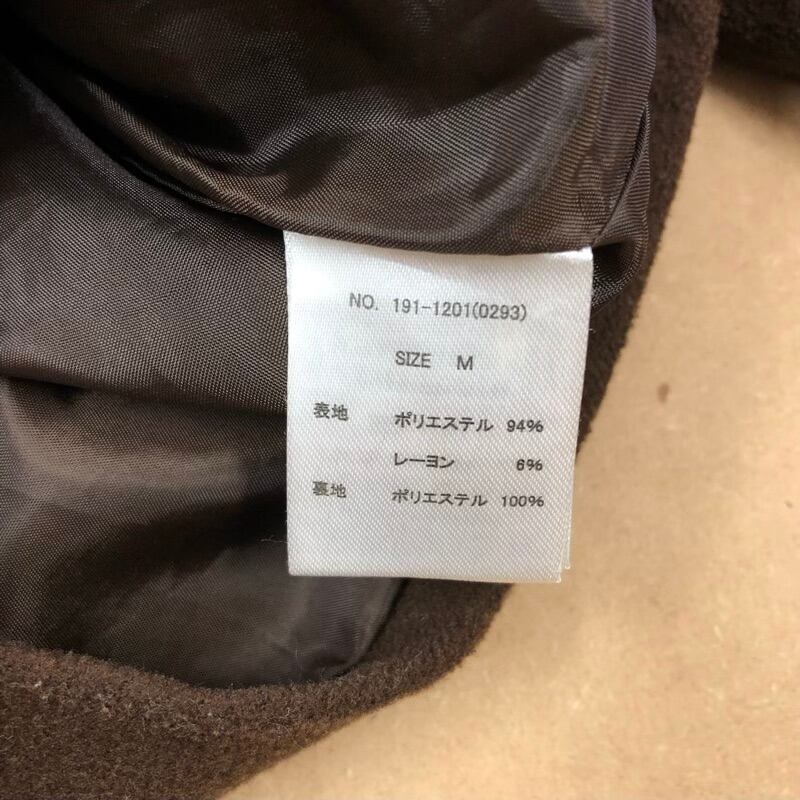 NO. 191-1201(0293)
SIZE M
表地 ポリエステル 94%
レーヨン 6%
裏地 ポリエステル 100%